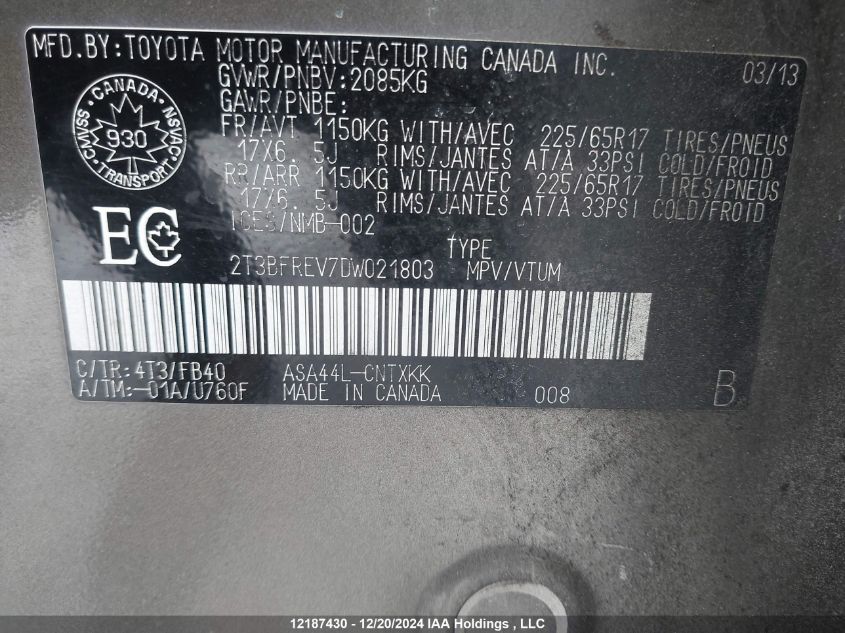 MFD.BY:TOYOTA MOTOR MANUFACTURING CANADA INC. 03/13
GVWR/PNBV:2085KG
GAWR/PNBE:
FR/AVT 1150KG WITH/AVEC 225/65R17 TIRES/PNEUS
17X6.5J RIMS/JANTES AT/A 33PSI COLD/FROID
RR/ARR 1150KG WITH/AVEC 225/65R17 TIRES/PNEUS
17X6.5J RIMS/JANTES AT/A 33PSI COLD/FROID
ICES/NMB-002
CANADA
CMVSS 930 NSVAC
TRANSPORT
EC
TYPE
2T3BFREV7DW021803 MPV/VTUM
C/TR:4T3/FB40 ASA44L-CNTXKK
A/TM:-01A/U760F MADE IN CANADA 008 B
12187430 - 12/20/2024 IAA Holdings, LLC